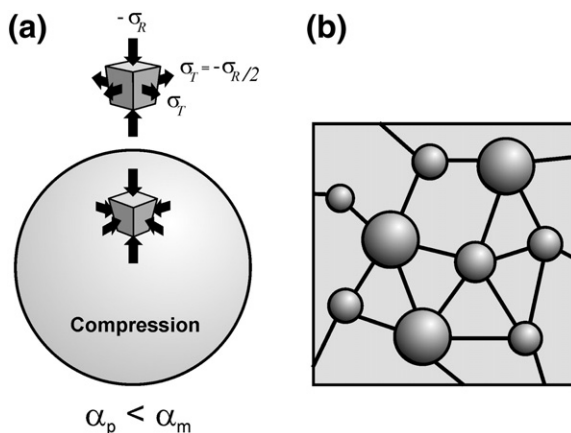 (a)
(b)
- σR
σT = -σR/2
σT
Compression
αp < αm